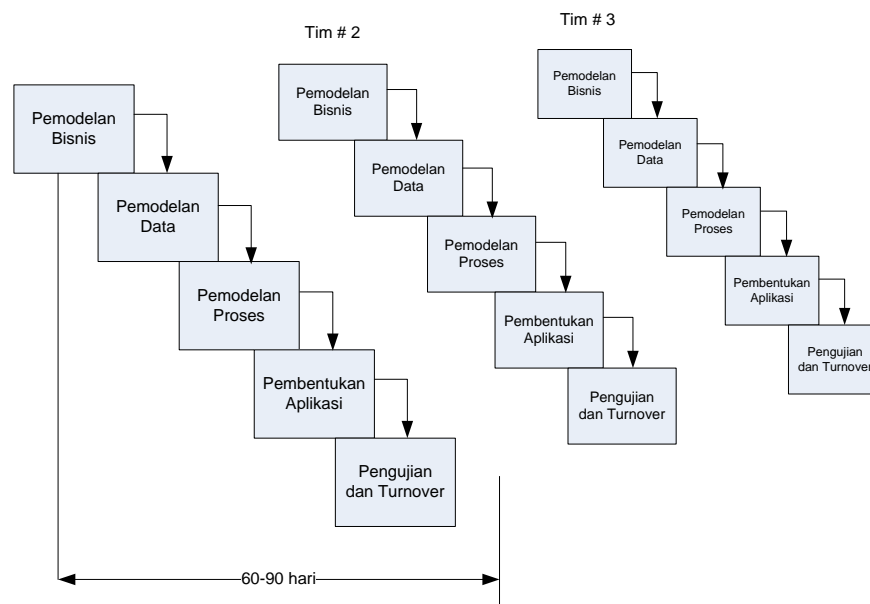 Tim # 2
Tim # 3
Pemodelan
Bisnis
Pemodelan
Data
Pemodelan
Proses
Pembentukan
Aplikasi
Pengujian
dan Turnover
Pemodelan
Bisnis
Pemodelan
Data
Pemodelan
Proses
Pembentukan
Aplikasi
Pengujian
dan Turnover
Pemodelan
Bisnis
Pemodelan
Data
Pemodelan
Proses
Pembentukan
Aplikasi
Pengujian
dan Turnover
60-90 hari